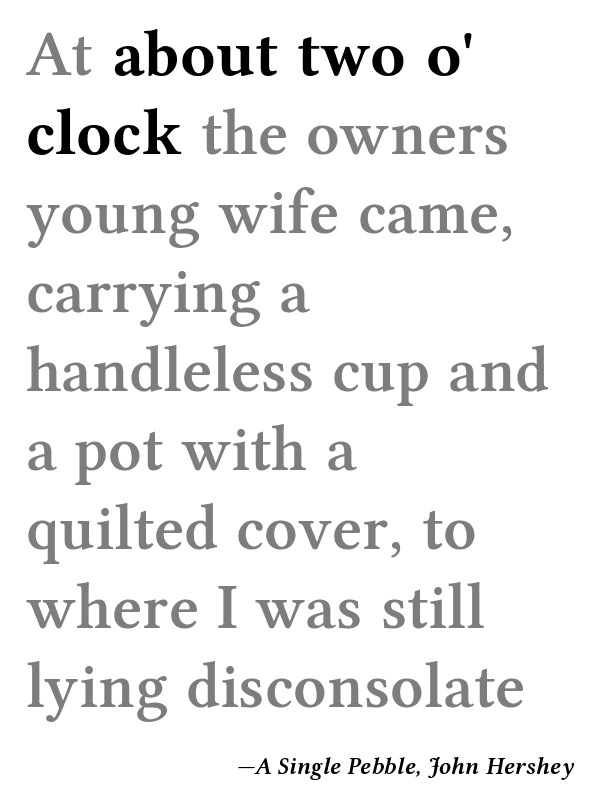 At about two o'
clock the owners
young wife came,
carrying a
handleless cup and
a pot with a
quilted cover, to
where I was still
lying disconsolate
—A Single Pebble, John Hershey